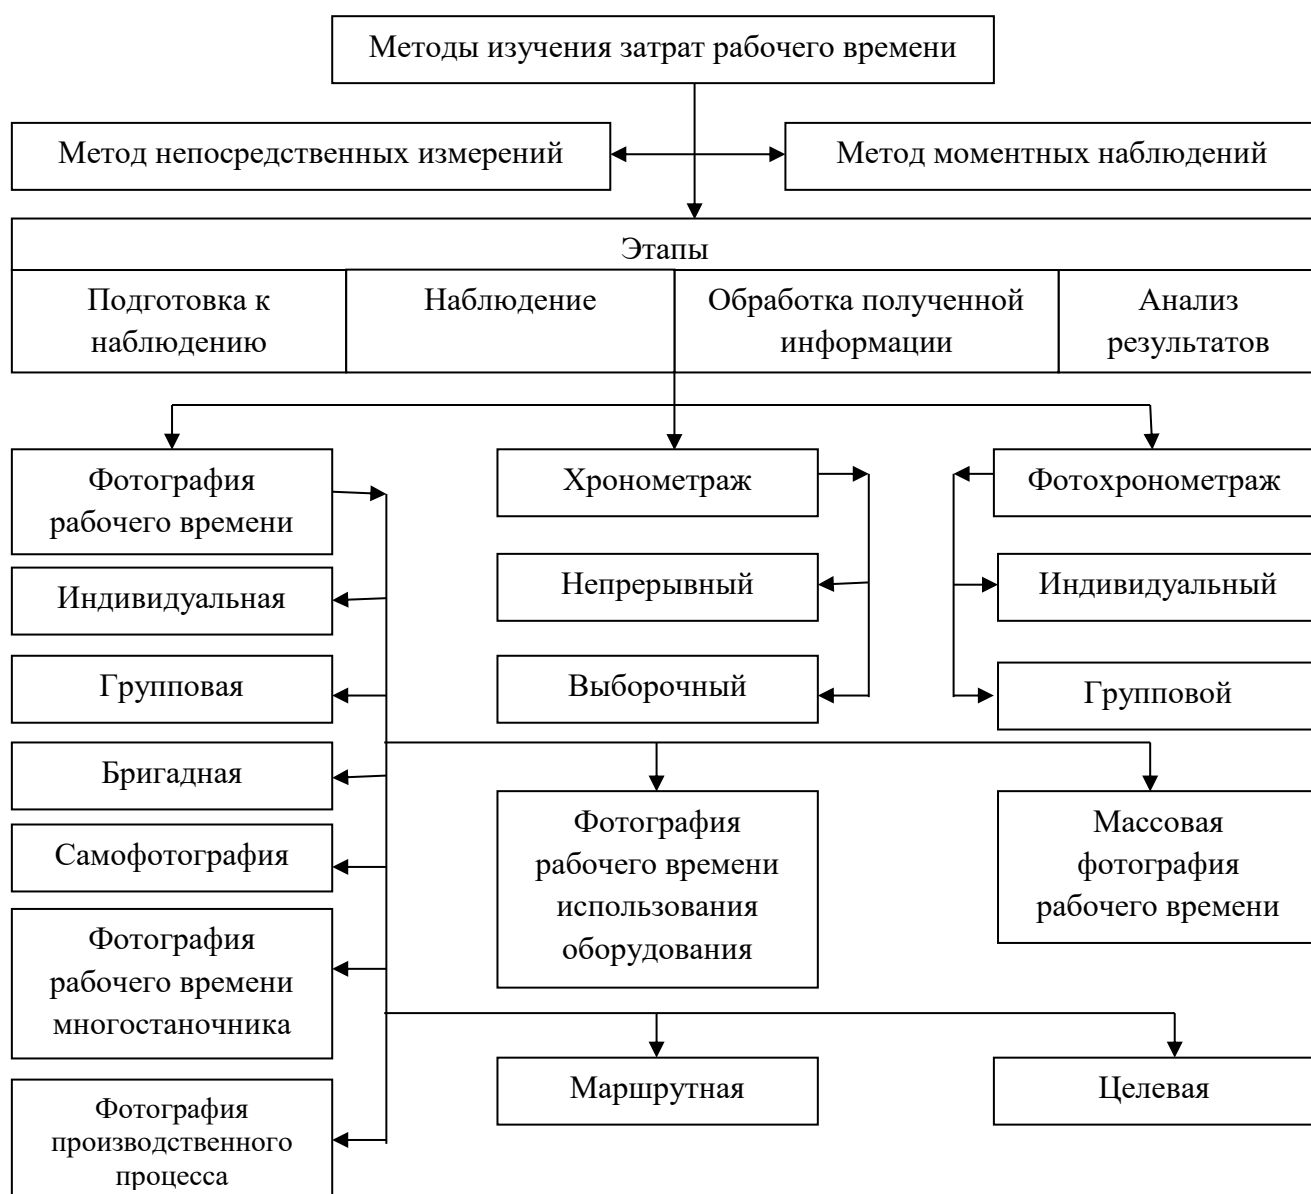 Методы изучения затрат рабочего времени
Метод непосредственных измерений
Метод моментных наблюдений
Этапы
Подготовка к
наблюдению
Наблюдение
Обработка полученной
информации
Анализ
результатов
Фотография
рабочего времени
Хронометраж
Фотохронометраж
Индивидуальная
Непрерывный
Индивидуальный
Групповая
Выборочный
Групповой
Бригадная
Самофотография
Фотография
рабочего времени
использования
оборудования
Массовая
фотография
рабочего времени
Фотография
рабочего времени
многостаночника
Маршрутная
Целевая
Фотография
производственного
процесса